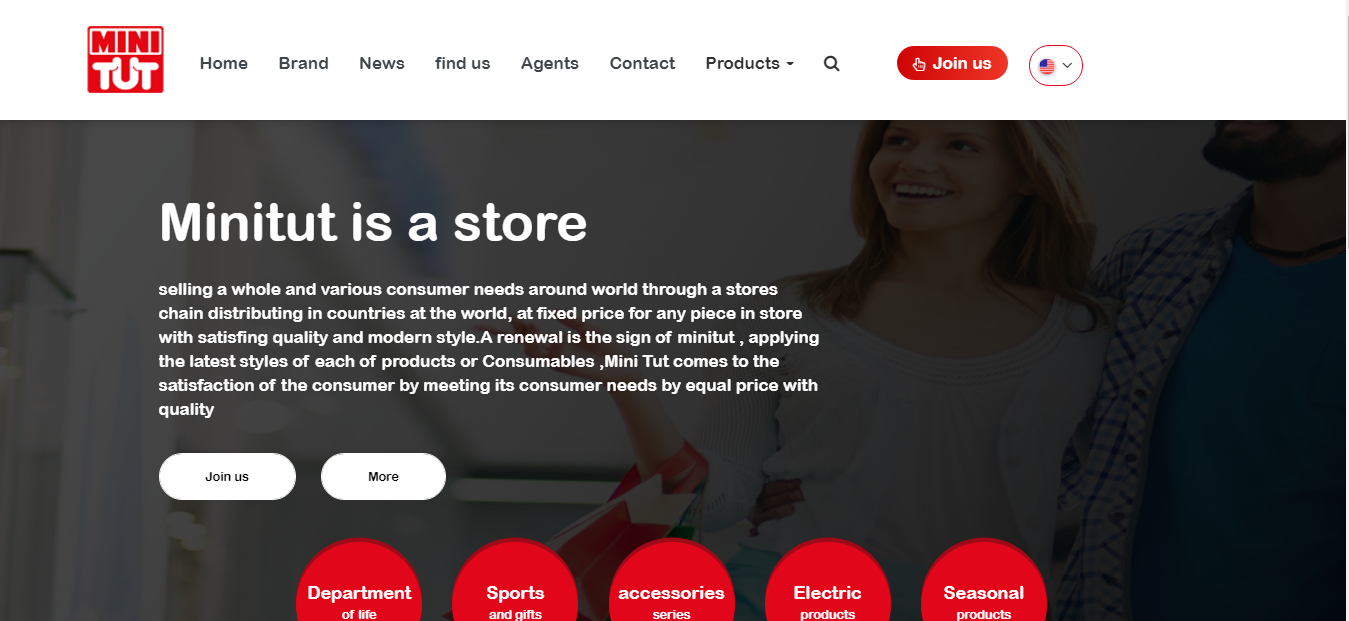 MINI
TUT
Home Brand News find us Agents Contact Products Join us
Minitut is a store
selling a whole and various consumer needs around world through a stores
chain distributing in countries at the world, at fixed price for any piece in store
with satisfing quality and modern style.A renewal is the sign of minitut , applying
the latest styles of each of products or Consumables ,Mini Tut comes to the
satisfaction of the consumer by meeting its consumer needs by equal price with
quality
Join us More
Department Sports accessories Electric Seasonal
of life and gifts series products products